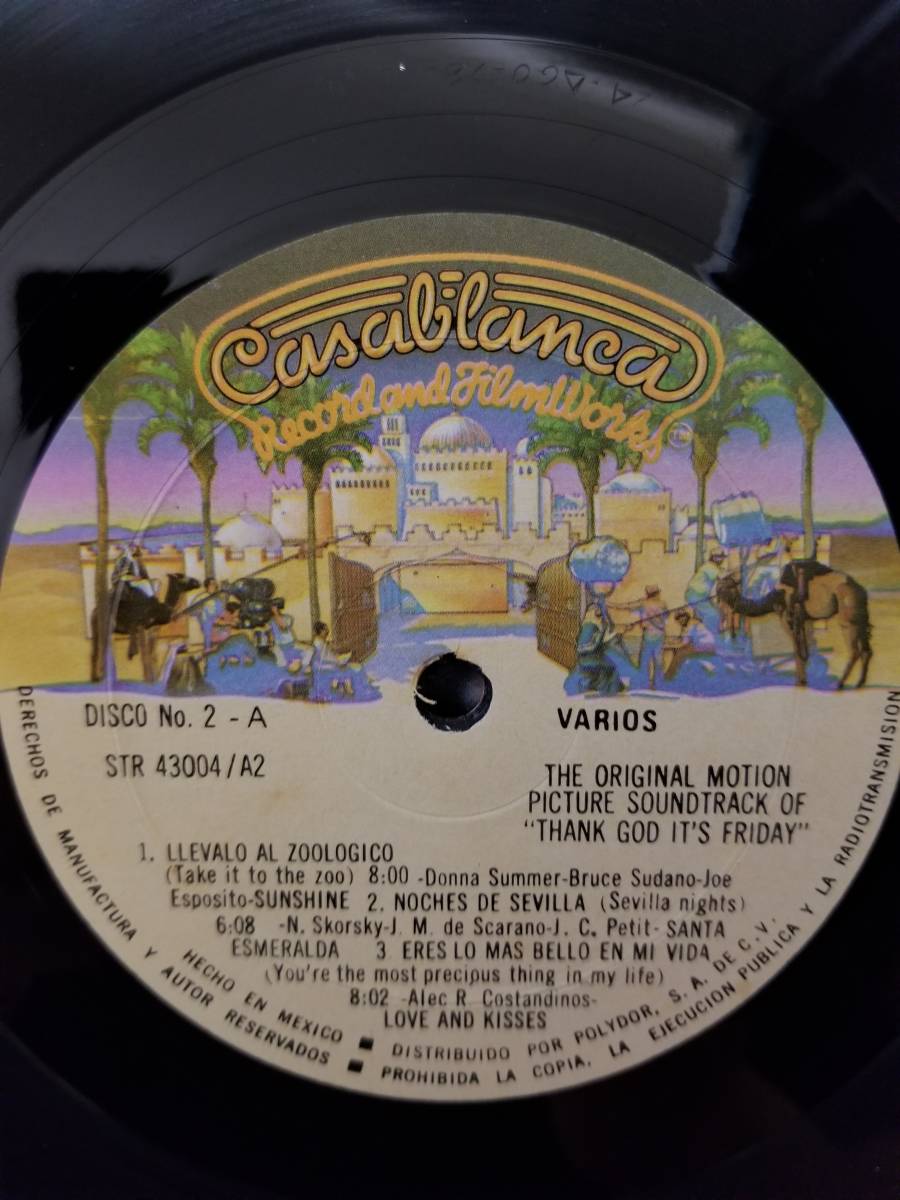 Casablanca
Record and FilmWorks
DISCO No. 2 - A
STR 43004/A2
VARIOS
THE ORIGINAL MOTION
PICTURE SOUNDTRACK OF
"THANK GOD IT'S FRIDAY"
1. LLEVALO AL ZOOLOGICO
(Take it to the zoo) 8:00 -Donna Summer-Bruce Sudano-Joe
Esposito-SUNSHINE 2. NOCHES DE SEVILLA (Sevilla nights)
6:08 -N. Skorsky-J. M. de Scarano-J. C. Petit- SANTA
ESMERALDA 3. ERES LO MAS BELLO EN MI VIDA
(You're the most precious thing in my life)
8:02 -Alec R. Costandinos-
LOVE AND KISSES
HECHO EN MEXICO ■ DISTRIBUIDO POR POLYDOR, S. A. DE C. V.
DERECHOS DE MANUFACTURA Y AUTOR RESERVADOS ■ PROHIBIDA LA COPIA, LA EJECUCION PUBLICA Y LA RADIOTRANSMISION